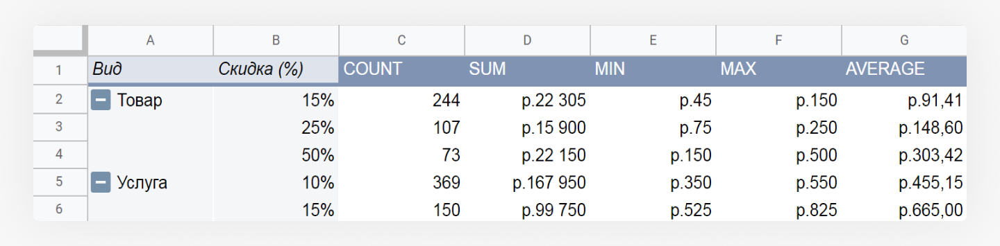 A B C D E F G
1 Вид Скидка (%) COUNT SUM MIN MAX AVERAGE
2 Товар 15% 244 р.22 305 р.45 р.150 р.91,41
3 25% 107 р.15 900 р.75 р.250 р.148,60
4 50% 73 р.22 150 р.150 р.500 р.303,42
5 Услуга 10% 369 р.167 950 р.350 р.550 р.455,15
6 15% 150 р.99 750 р.525 р.825 р.665,00